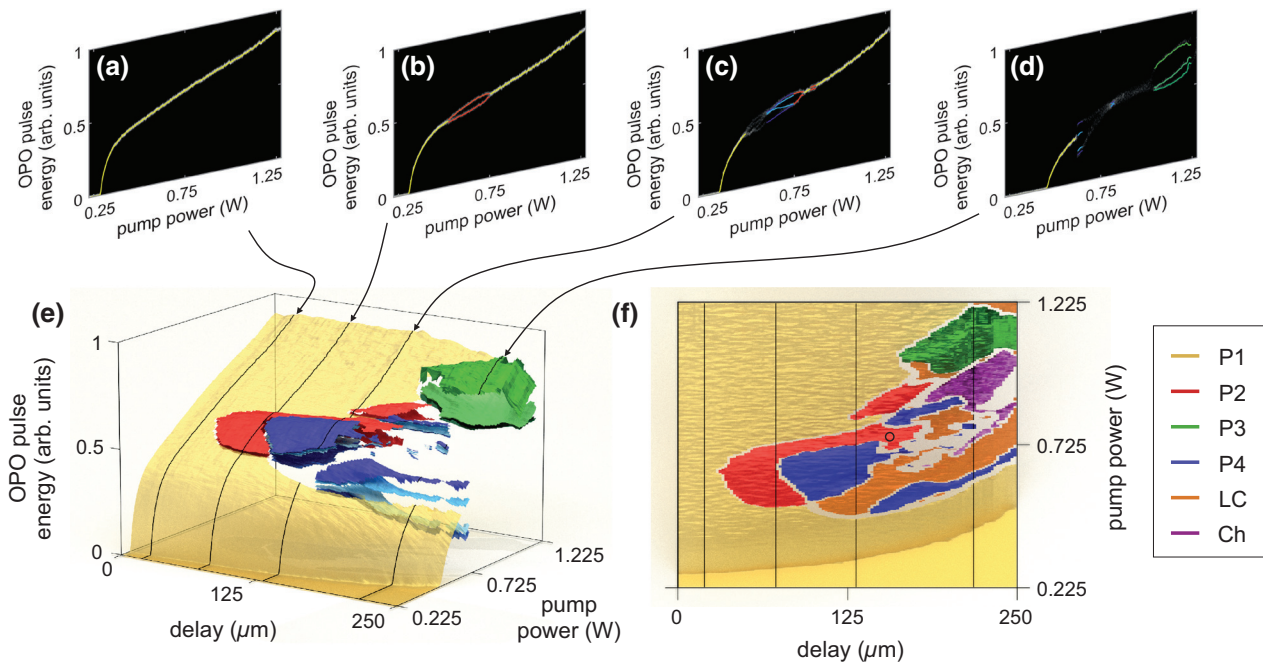 (a)
1
0.5
0
0.25
0.75
1.25
OPO pulse
energy (arb. units)
pump power (W)
(b)
1
0.5
0
0.25
0.75
1.25
OPO pulse
energy (arb. units)
pump power (W)
(c)
1
0.5
0
0.25
0.75
1.25
OPO pulse
energy (arb. units)
pump power (W)
(d)
1
0.5
0
0.25
0.75
1.25
OPO pulse
energy (arb. units)
pump power (W)
(e)
1
0.5
0
OPO pulse
energy (arb. units)
0
125
250
delay (µm)
0.225
0.725
1.225
pump
power (W)
(f)
1.225
0.725
0.225
pump power (W)
0
125
250
delay (µm)
P1
P2
P3
P4
LC
Ch